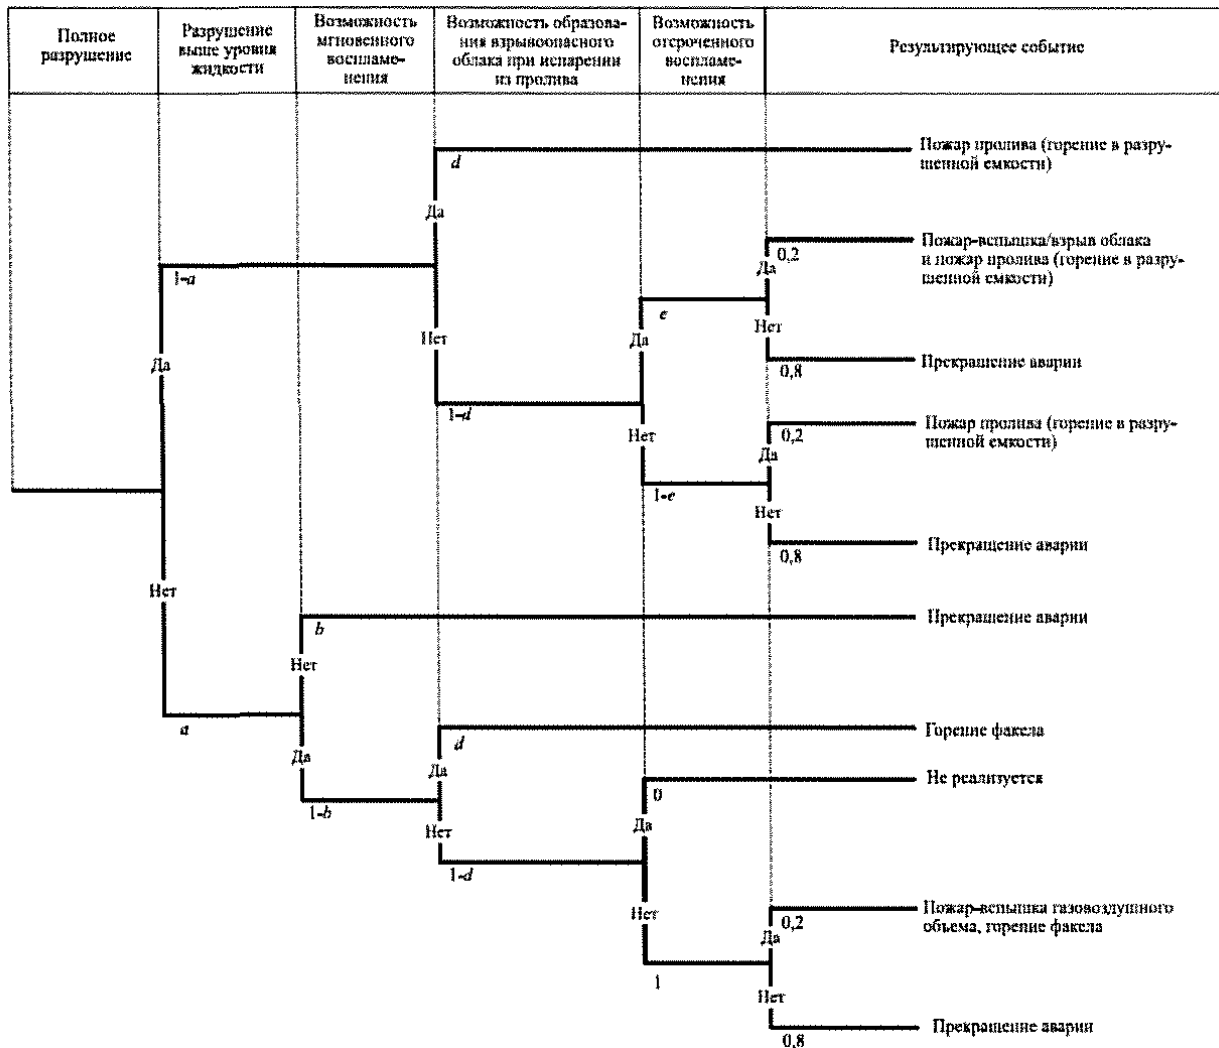 Полное
разрушение
Разрушение
выше уровня
жидкости
Возможность
мгновенного
воспламе-
нения
Возможность образова-
ния взрывоопасного
облака при испарении
из пролива
Возможность
отсроченного
воспламе-
нения
Результирующее событие
d
Пожар пролива (горение в разру-
шенной емкости)
Да
0,2
Пожар-вспышка/взрыв облака
и пожар пролива (горение в разру-
шенной емкости)
Да
1-a
e
Нет
Нет
Да
Да
0,8
Прекращение аварии
1-d
0,2
Пожар пролива (горение в разру-
шенной емкости)
Нет
Да
1-e
Нет
0,8
Прекращение аварии
Нет
b
Прекращение аварии
Нет
a
d
Горение факела
Да
Да
0
Не реализуется
1-b
Нет
Да
1-d
0,2
Пожар-вспышка газовоздушного
объема, горение факела
Нет
Да
1
Нет
0,8
Прекращение аварии